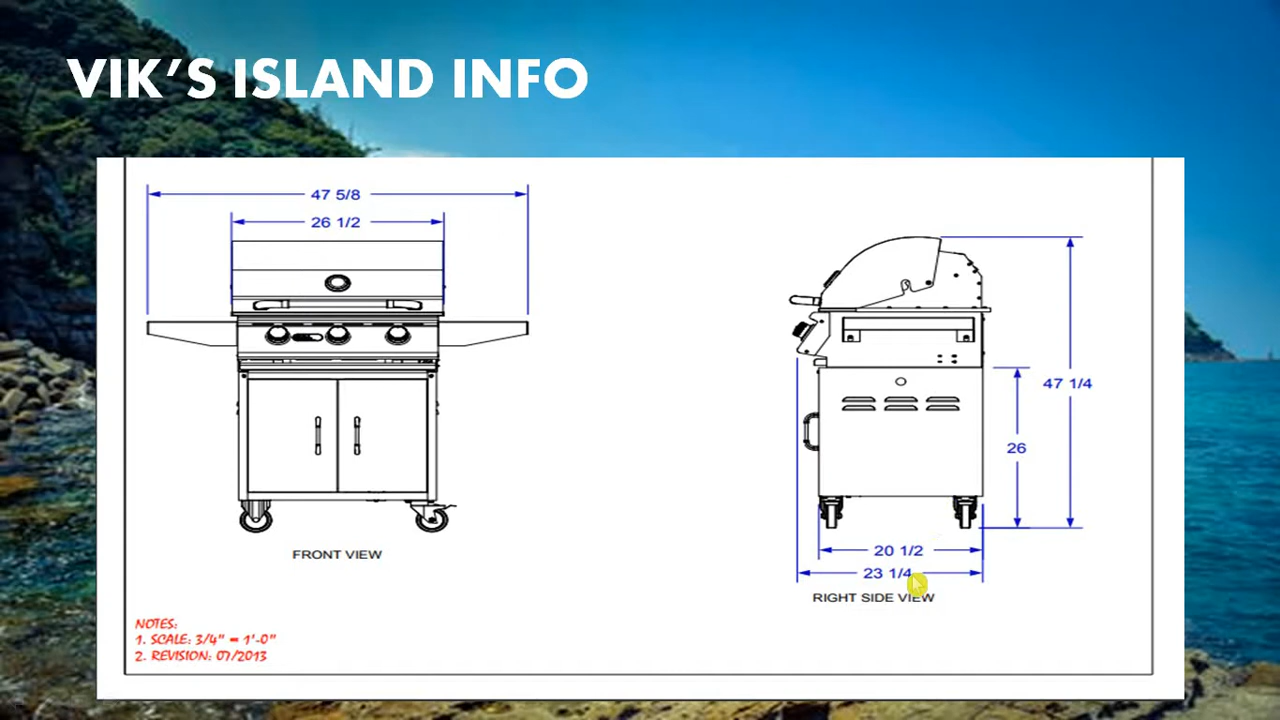 VIK’S ISLAND INFO
47 5/8
26 1/2
47 1/4
26
20 1/2
23 1/4
FRONT VIEW
RIGHT SIDE VIEW
NOTES:
1. SCALE: 3/4" = 1'-0"
2. REVISION: 07/2013